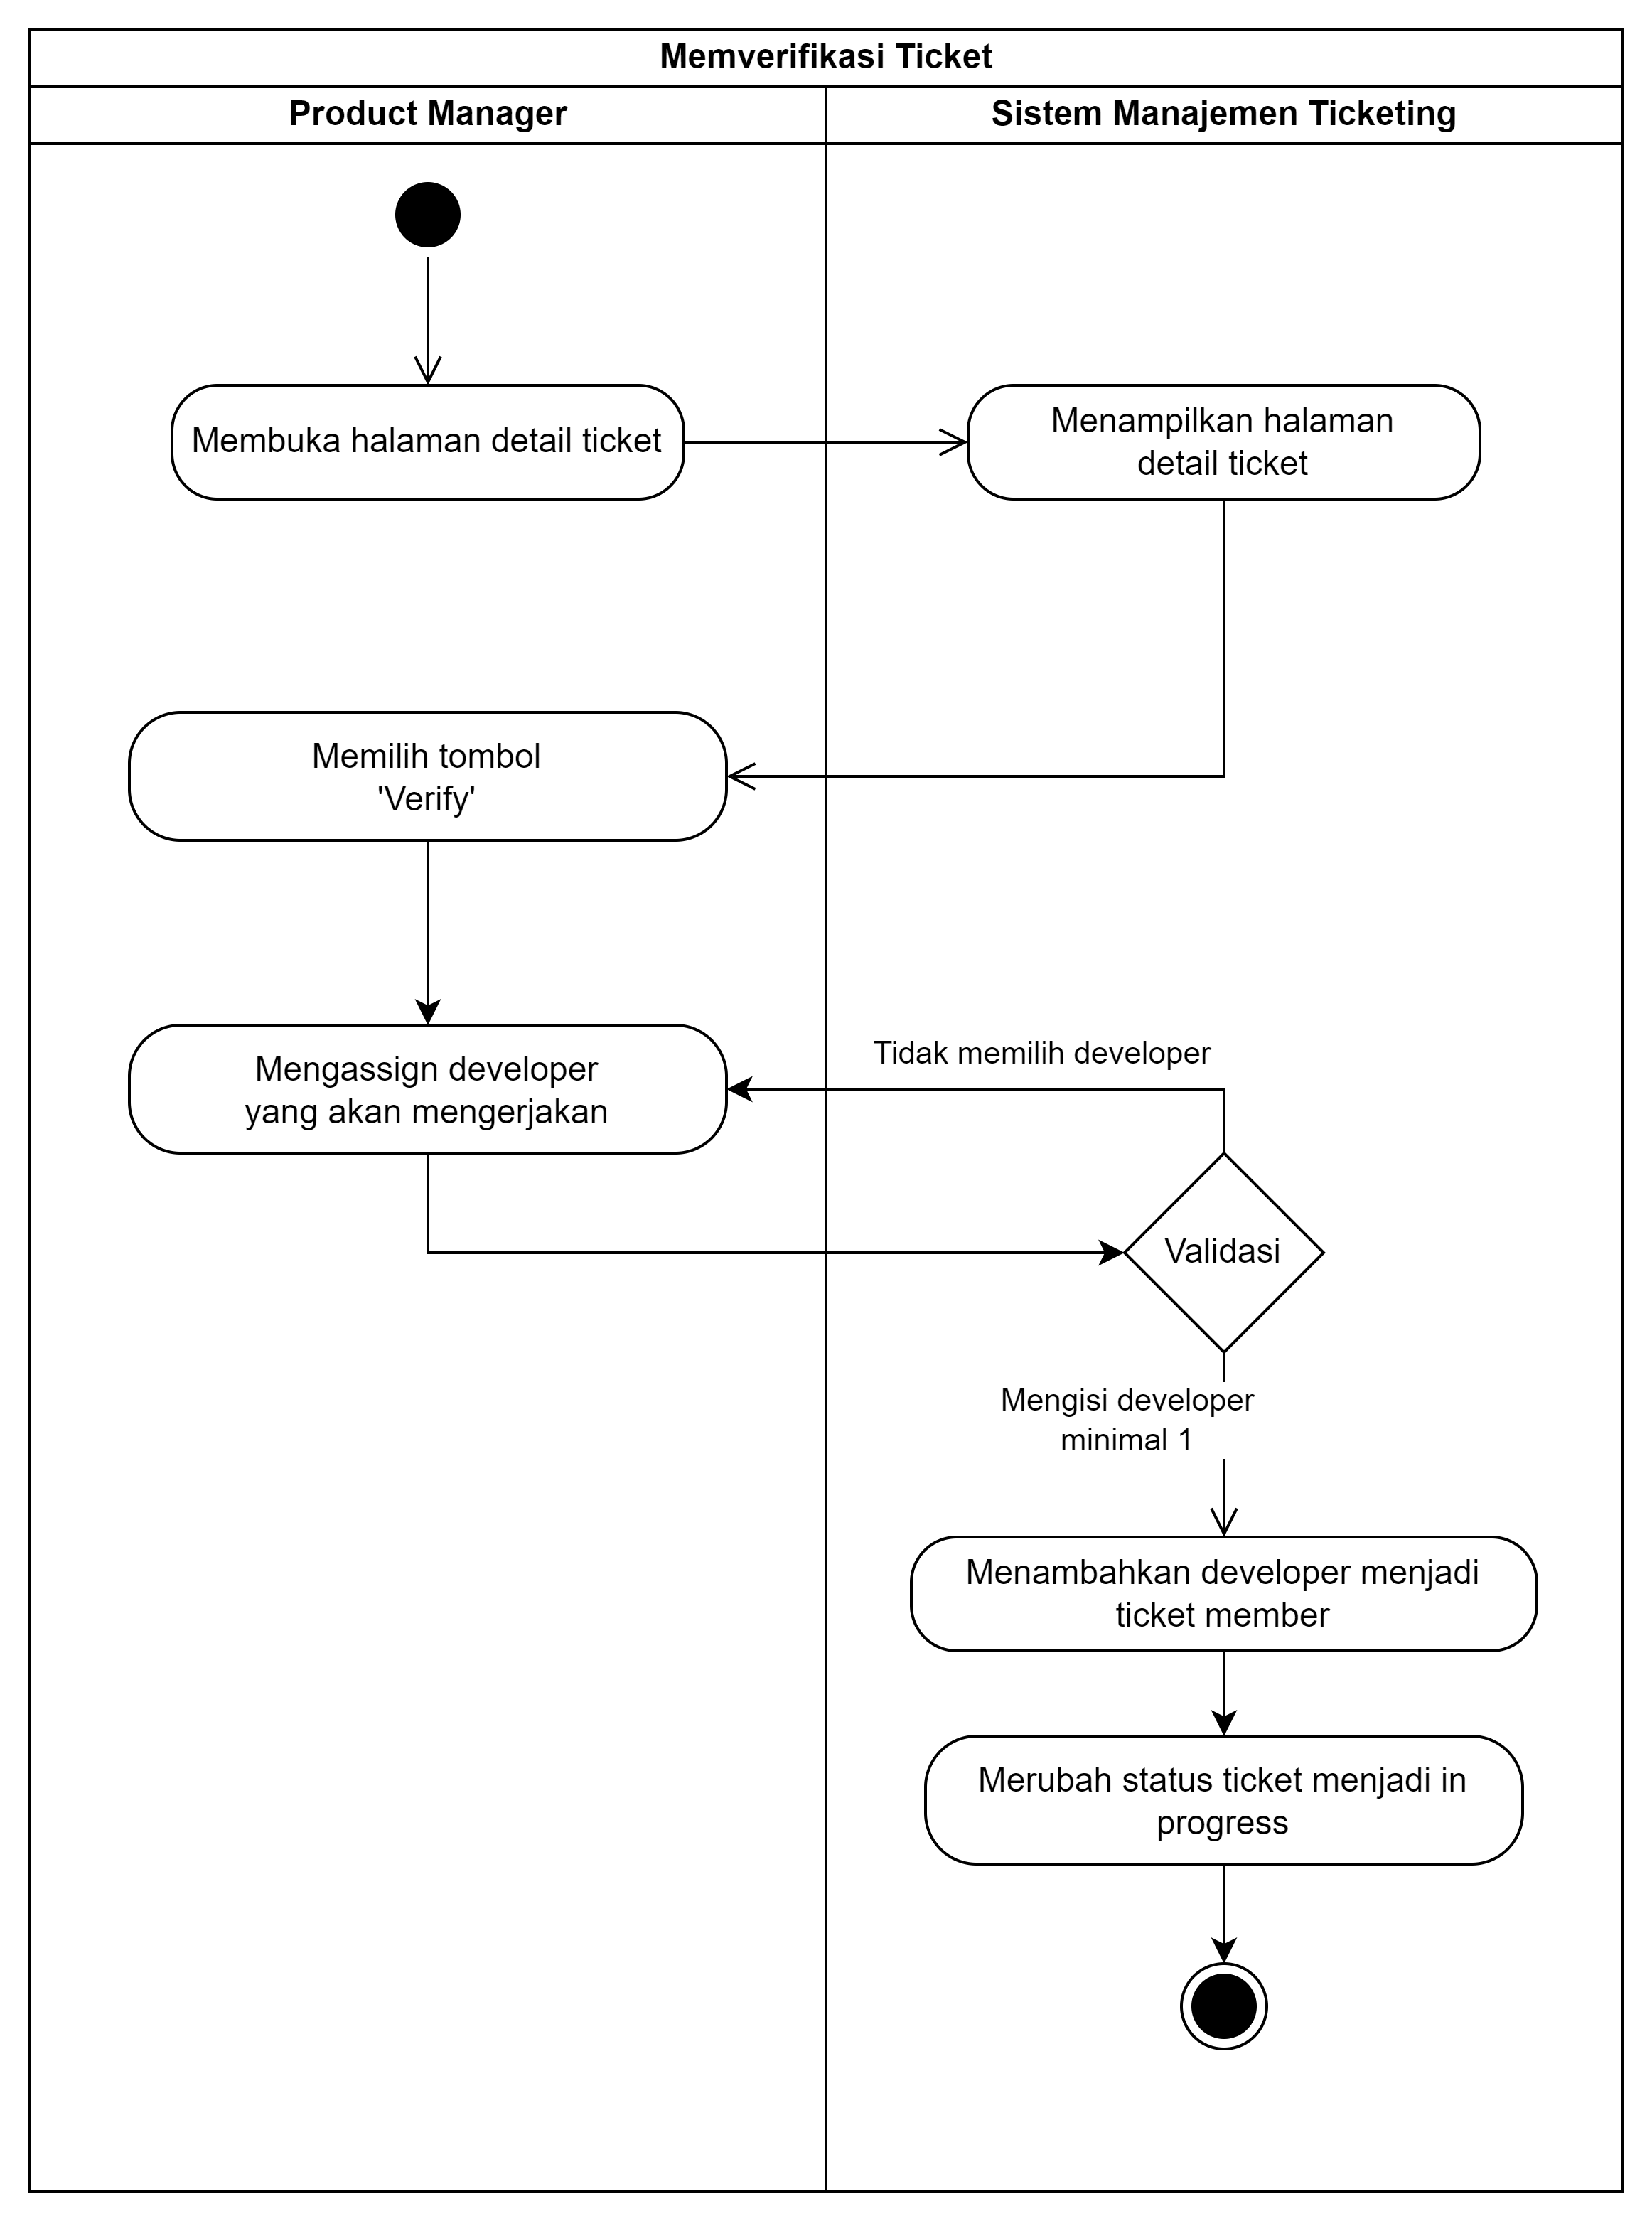 Memverifikasi Ticket
Product Manager
Sistem Manajemen Ticketing
Membuka halaman detail ticket
Menampilkan halaman
detail ticket
Memilih tombol
'Verify'
Mengassign developer
yang akan mengerjakan
Tidak memilih developer
Validasi
Mengisi developer
minimal 1
Menambahkan developer menjadi
ticket member
Merubah status ticket menjadi in
progress